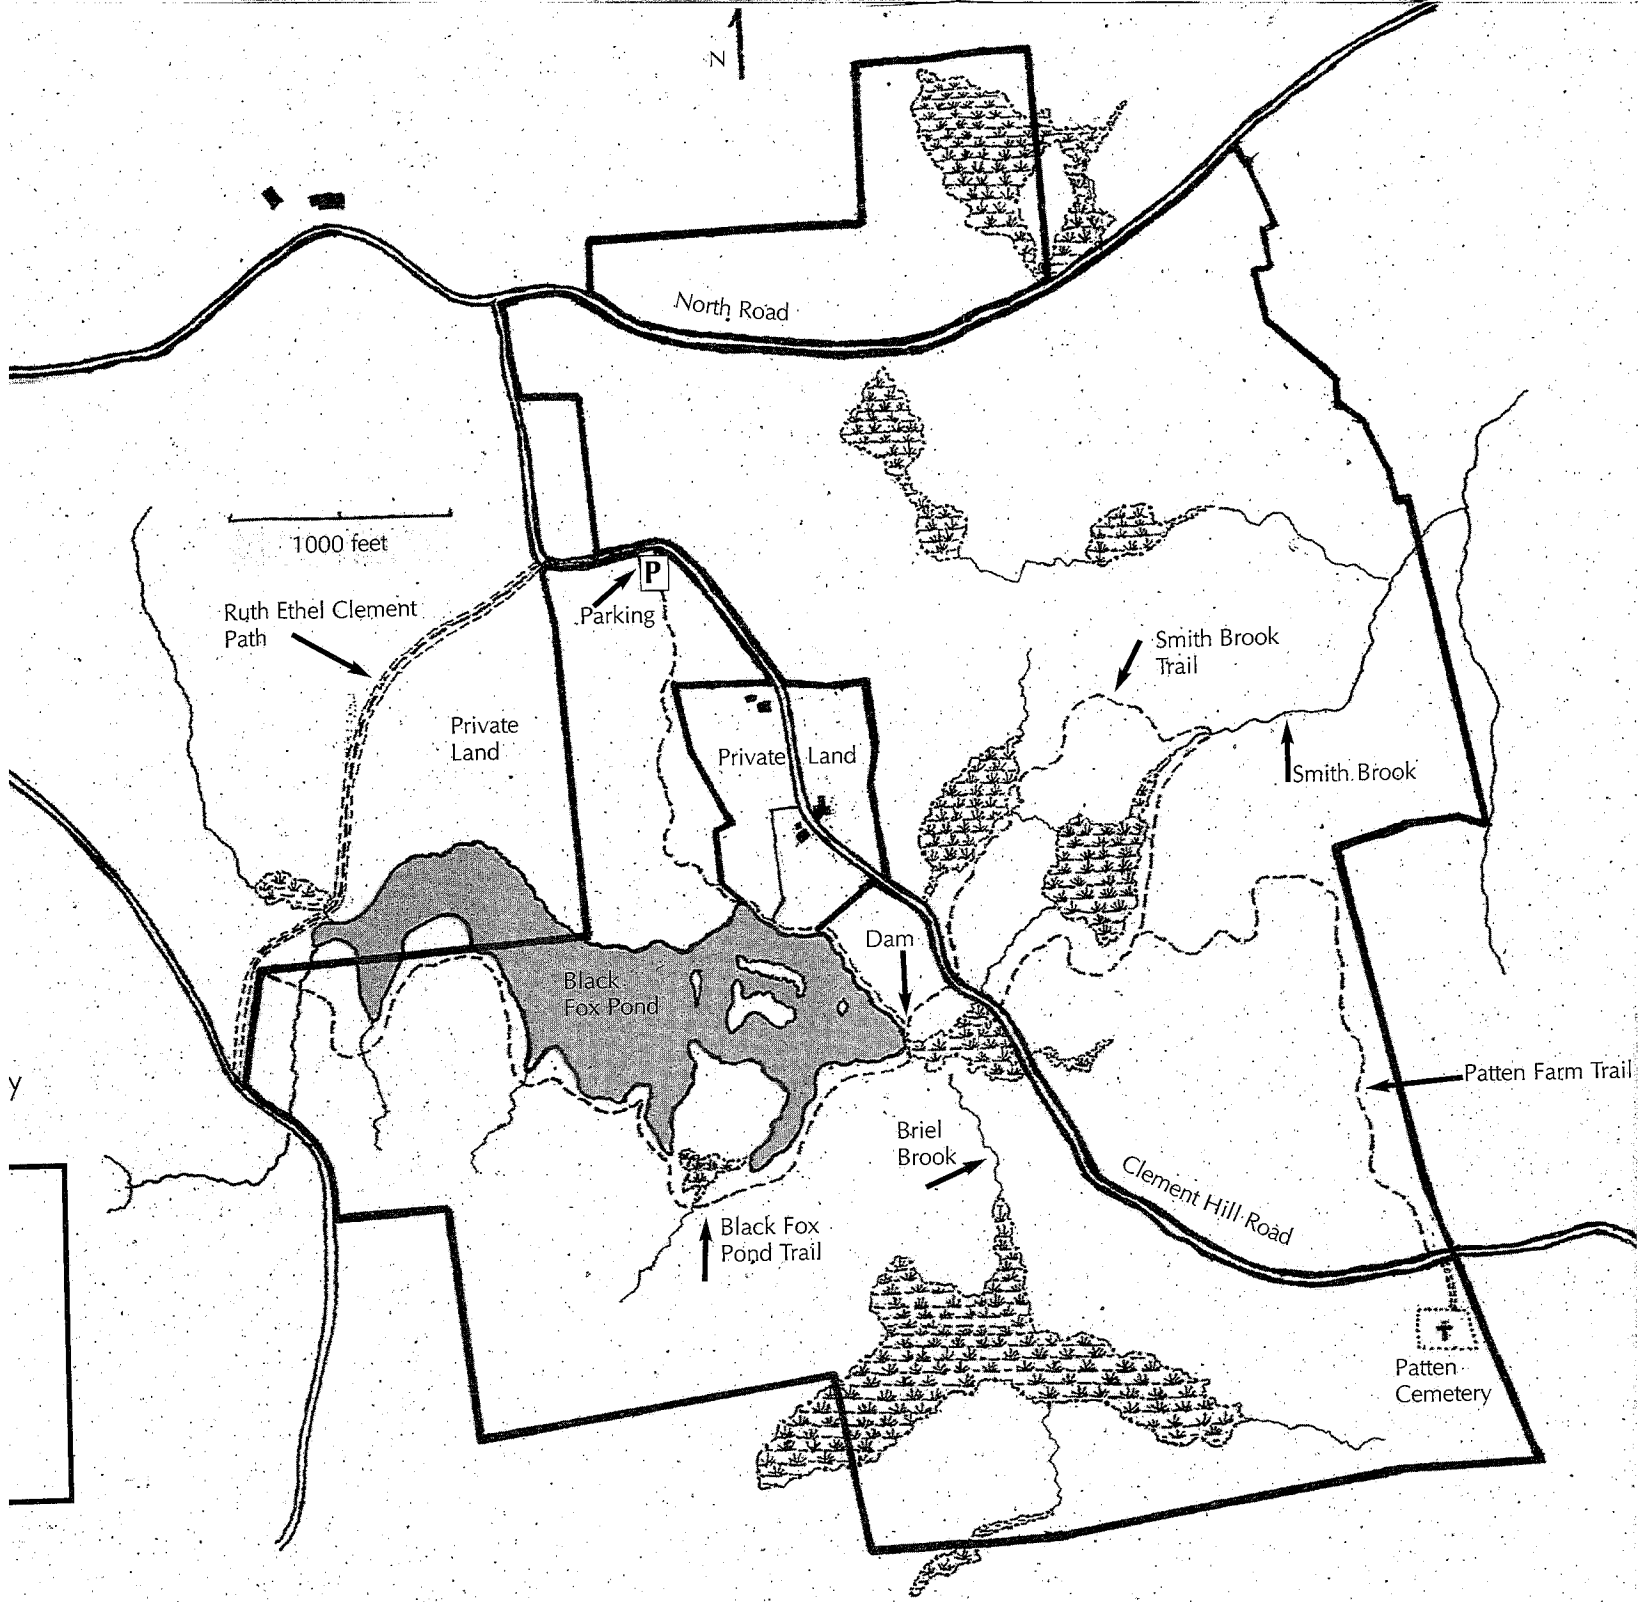 N
North Road
1000 feet
Ruth Ethel Clement
Path
P
Parking
Smith Brook
Trail
Private
Land
Private Land
Smith Brook
Dam
Black
Fox Pond
y
Patten Farm Trail
Briel
Brook
Clement Hill Road
Black Fox
Pond Trail
Patten
Cemetery